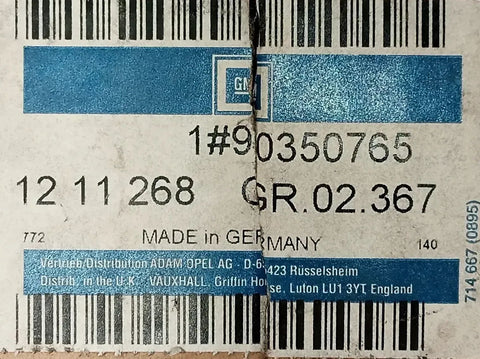 GM
1#90350765
12 11 268 GR.02.367
772 MADE in GERMANY 140
Vertrieb/Distribution ADAM OPEL AG - D-65423 Rüsselsheim
Distrib. in the U.K. VAUXHALL. Griffin House. Luton LU1 3YT England
714 667 (0895)